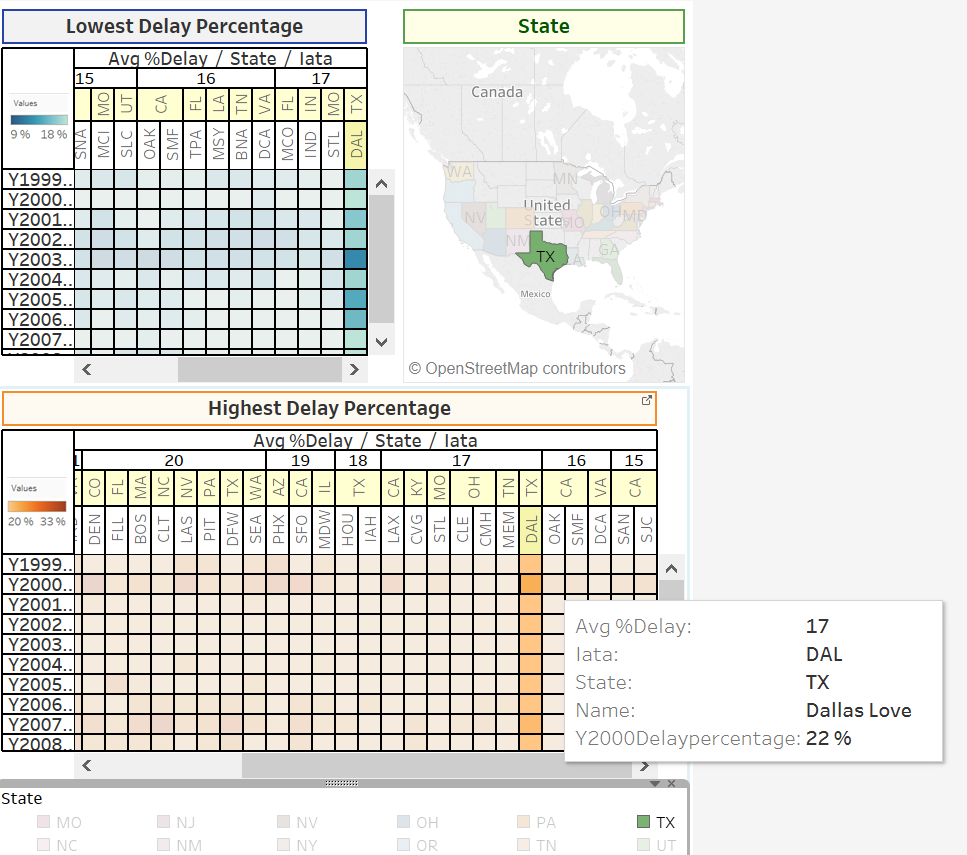 Lowest Delay Percentage
State
Avg %Delay / State / Iata
15 16 17
Values
9 % 18 %
MO UT CA FL LA TN VA FL IN MO TX
SNA MCI SLC OAK SMF TPA MSY BNA DCA MCO IND STL DAL
Y1999..
Y2000..
Y2001..
Y2002..
Y2003..
Y2004..
Y2005..
Y2006..
Y2007..
Canada
WA
MN
United
States
NV
OH
MD
MO
NM
GA
TX
Mexico
© OpenStreetMap contributors
Highest Delay Percentage
Avg %Delay / State / Iata
20 19 18 17 16 15
Values
20 % 33 %
CO FL MA NC NV PA TX WA AZ CA IL TX CA KY MO OH TN TX CA VA CA
DEN FLL BOS CLT LAS PIT DFW SEA PHX SFO MDW HOU IAH LAX CVG STL CLE CMH MEM DAL OAK SMF DCA SAN SJC
Y1999..
Y2000..
Y2001..
Y2002..
Y2003..
Y2004..
Y2005..
Y2006..
Y2007..
Y2008..
Avg %Delay: 17
Iata: DAL
State: TX
Name: Dallas Love
Y2000Delaypercentage: 22 %
State
MO NJ NV OH PA TX
NC NM NY OR TN UT